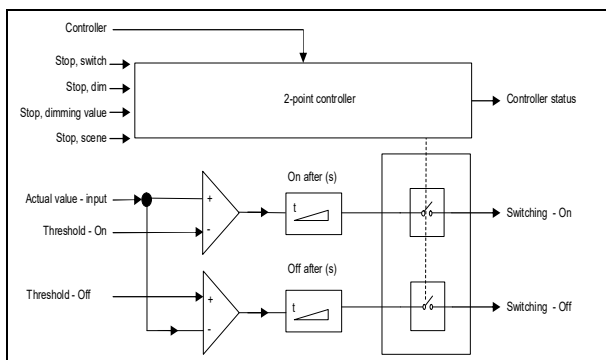 Controller
Stop, switch
Stop, dim
Stop, dimming value
Stop, scene
2-point controller
Controller status
On after (s)
Actual value - input
+
-
t
Switching - On
Threshold - On
Off after (s)
Threshold - Off
+
-
t
Switching - Off